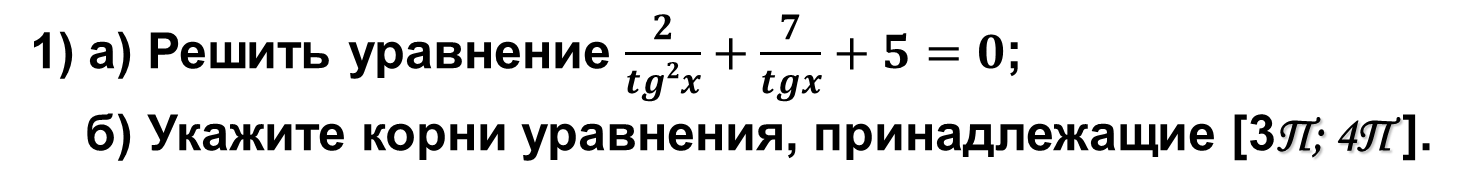 1) а) Решить уравнение 2/tg²x + 7/tgx + 5 = 0;
б) Укажите корни уравнения, принадлежащие [3π; 4π].